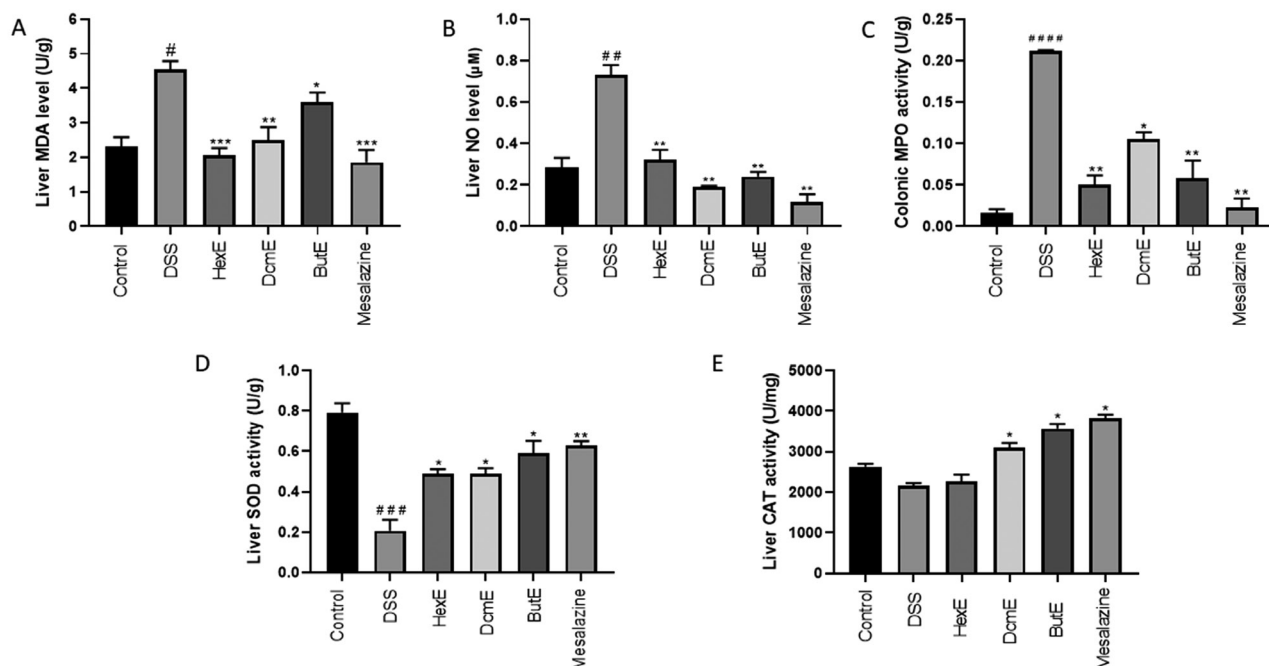 A
Liver MDA level (U/g)
6
5
4
3
2
1
0
#
***
**
*
***
Control
DSS
HexE
DcmE
ButE
Mesalazine
B
Liver NO level (µM)
1.0
0.8
0.6
0.4
0.2
0.0
##
**
**
**
**
Control
DSS
HexE
DcmE
ButE
Mesalazine
C
Colonic MPO activity (U/g)
0.25
0.20
0.15
0.10
0.05
0.00
####
**
*
**
**
Control
DSS
HexE
DcmE
ButE
Mesalazine
D
Liver SOD activity (U/g)
1.0
0.8
0.6
0.4
0.2
0.0
###
*
*
*
**
Control
DSS
HexE
DcmE
ButE
Mesalazine
E
Liver CAT activity (U/mg)
5000
4000
3000
2000
1000
0
*
*
*
Control
DSS
HexE
DcmE
ButE
Mesalazine